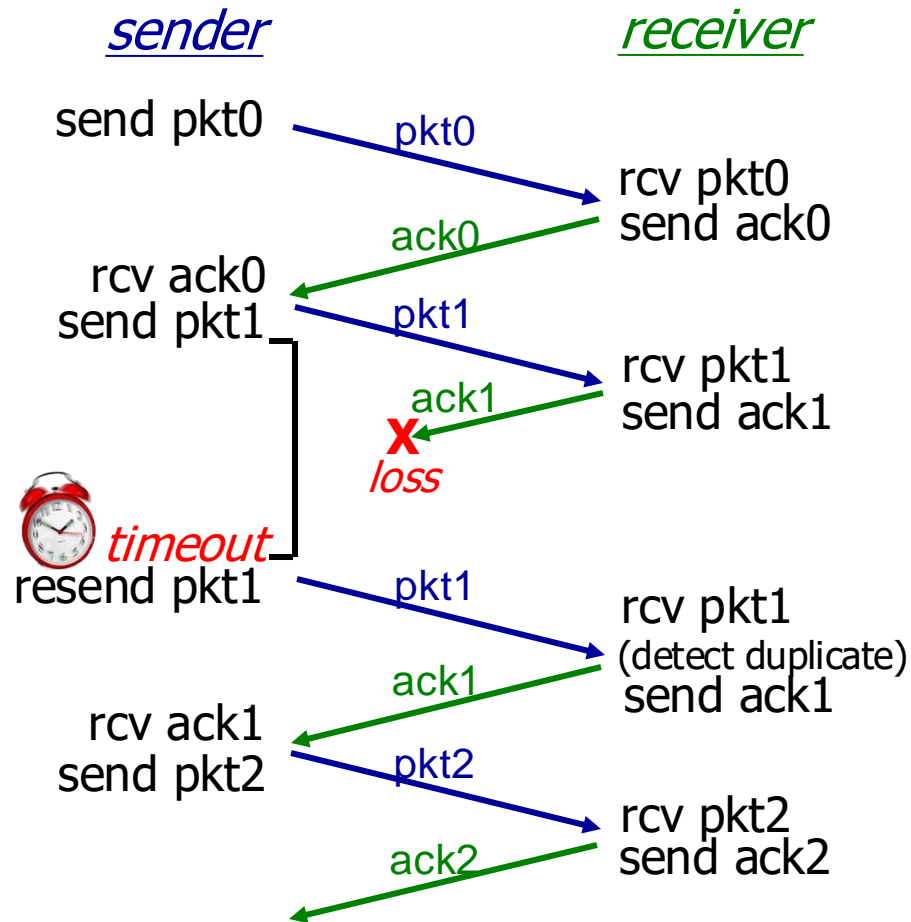 sender
receiver
send pkt0
pkt0
rcv pkt0
send ack0
ack0
rcv ack0
send pkt1
pkt1
rcv pkt1
send ack1
ack1
X
loss
timeout
resend pkt1
pkt1
rcv pkt1
(detect duplicate)
send ack1
ack1
rcv ack1
send pkt2
pkt2
rcv pkt2
send ack2
ack2